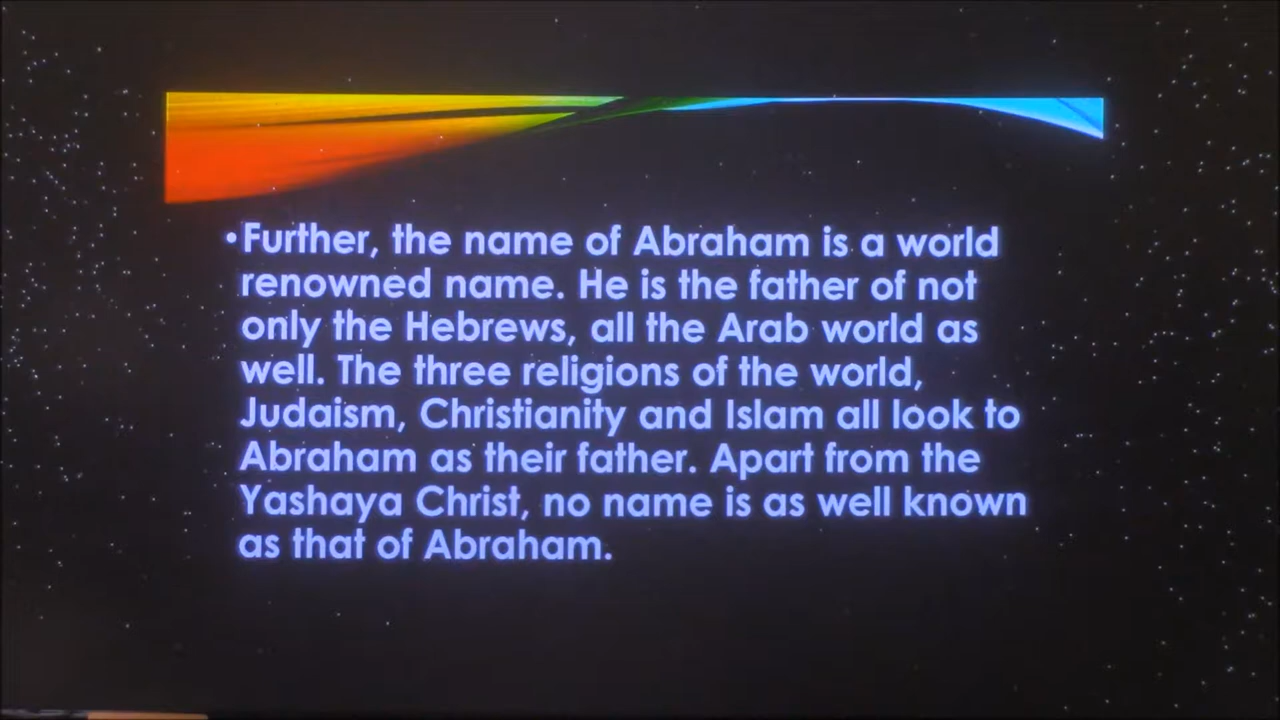 •Further, the name of Abraham is a world
renowned name. He is the father of not
only the Hebrews, all the Arab world as
well. The three religions of the world,
Judaism, Christianity and Islam all look to
Abraham as their father. Apart from the
Yashaya Christ, no name is as well known
as that of Abraham.